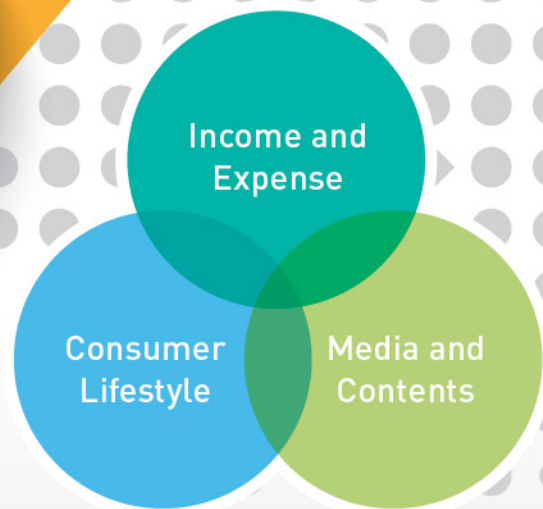 Income and
Expense
Consumer
Lifestyle
Media and
Contents